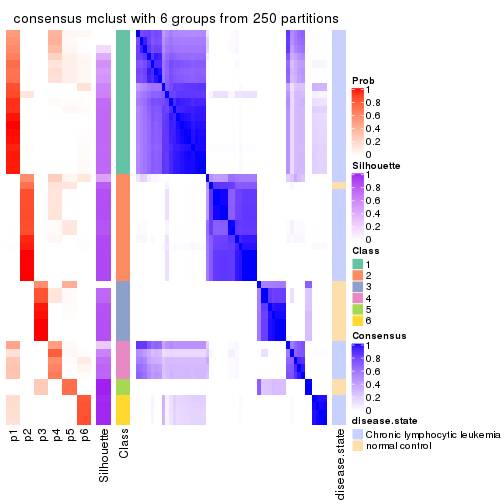 consensus mclust with 6 groups from 250 partitions
Prob
1
0.8
0.6
0.4
0.2
0
Silhouette
1
0.8
0.6
0.4
0.2
0
Class
1
2
3
4
5
6
Consensus
1
0.8
0.6
0.4
0.2
0
disease.state
Chronic lymphocytic leukemia
normal control
p1
p2
p3
p4
p5
p6
Silhouette
Class
disease.state